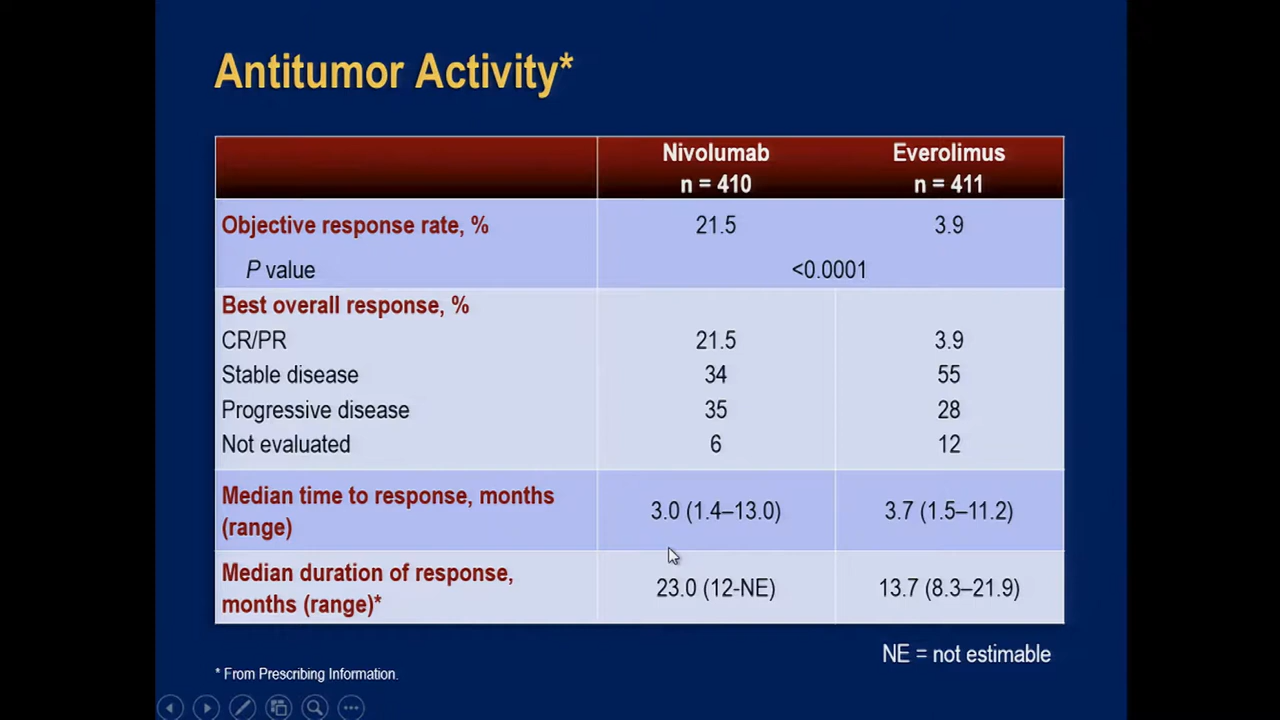 Antitumor Activity*
Nivolumab Everolimus
n = 410 n = 411
Objective response rate, % 21.5 3.9
P value <0.0001
Best overall response, %
CR/PR 21.5 3.9
Stable disease 34 55
Progressive disease 35 28
Not evaluated 6 12
Median time to response, months
(range) 3.0 (1.4–13.0) 3.7 (1.5–11.2)
Median duration of response,
months (range)* 23.0 (12-NE) 13.7 (8.3–21.9)
NE = not estimable
* From Prescribing Information.